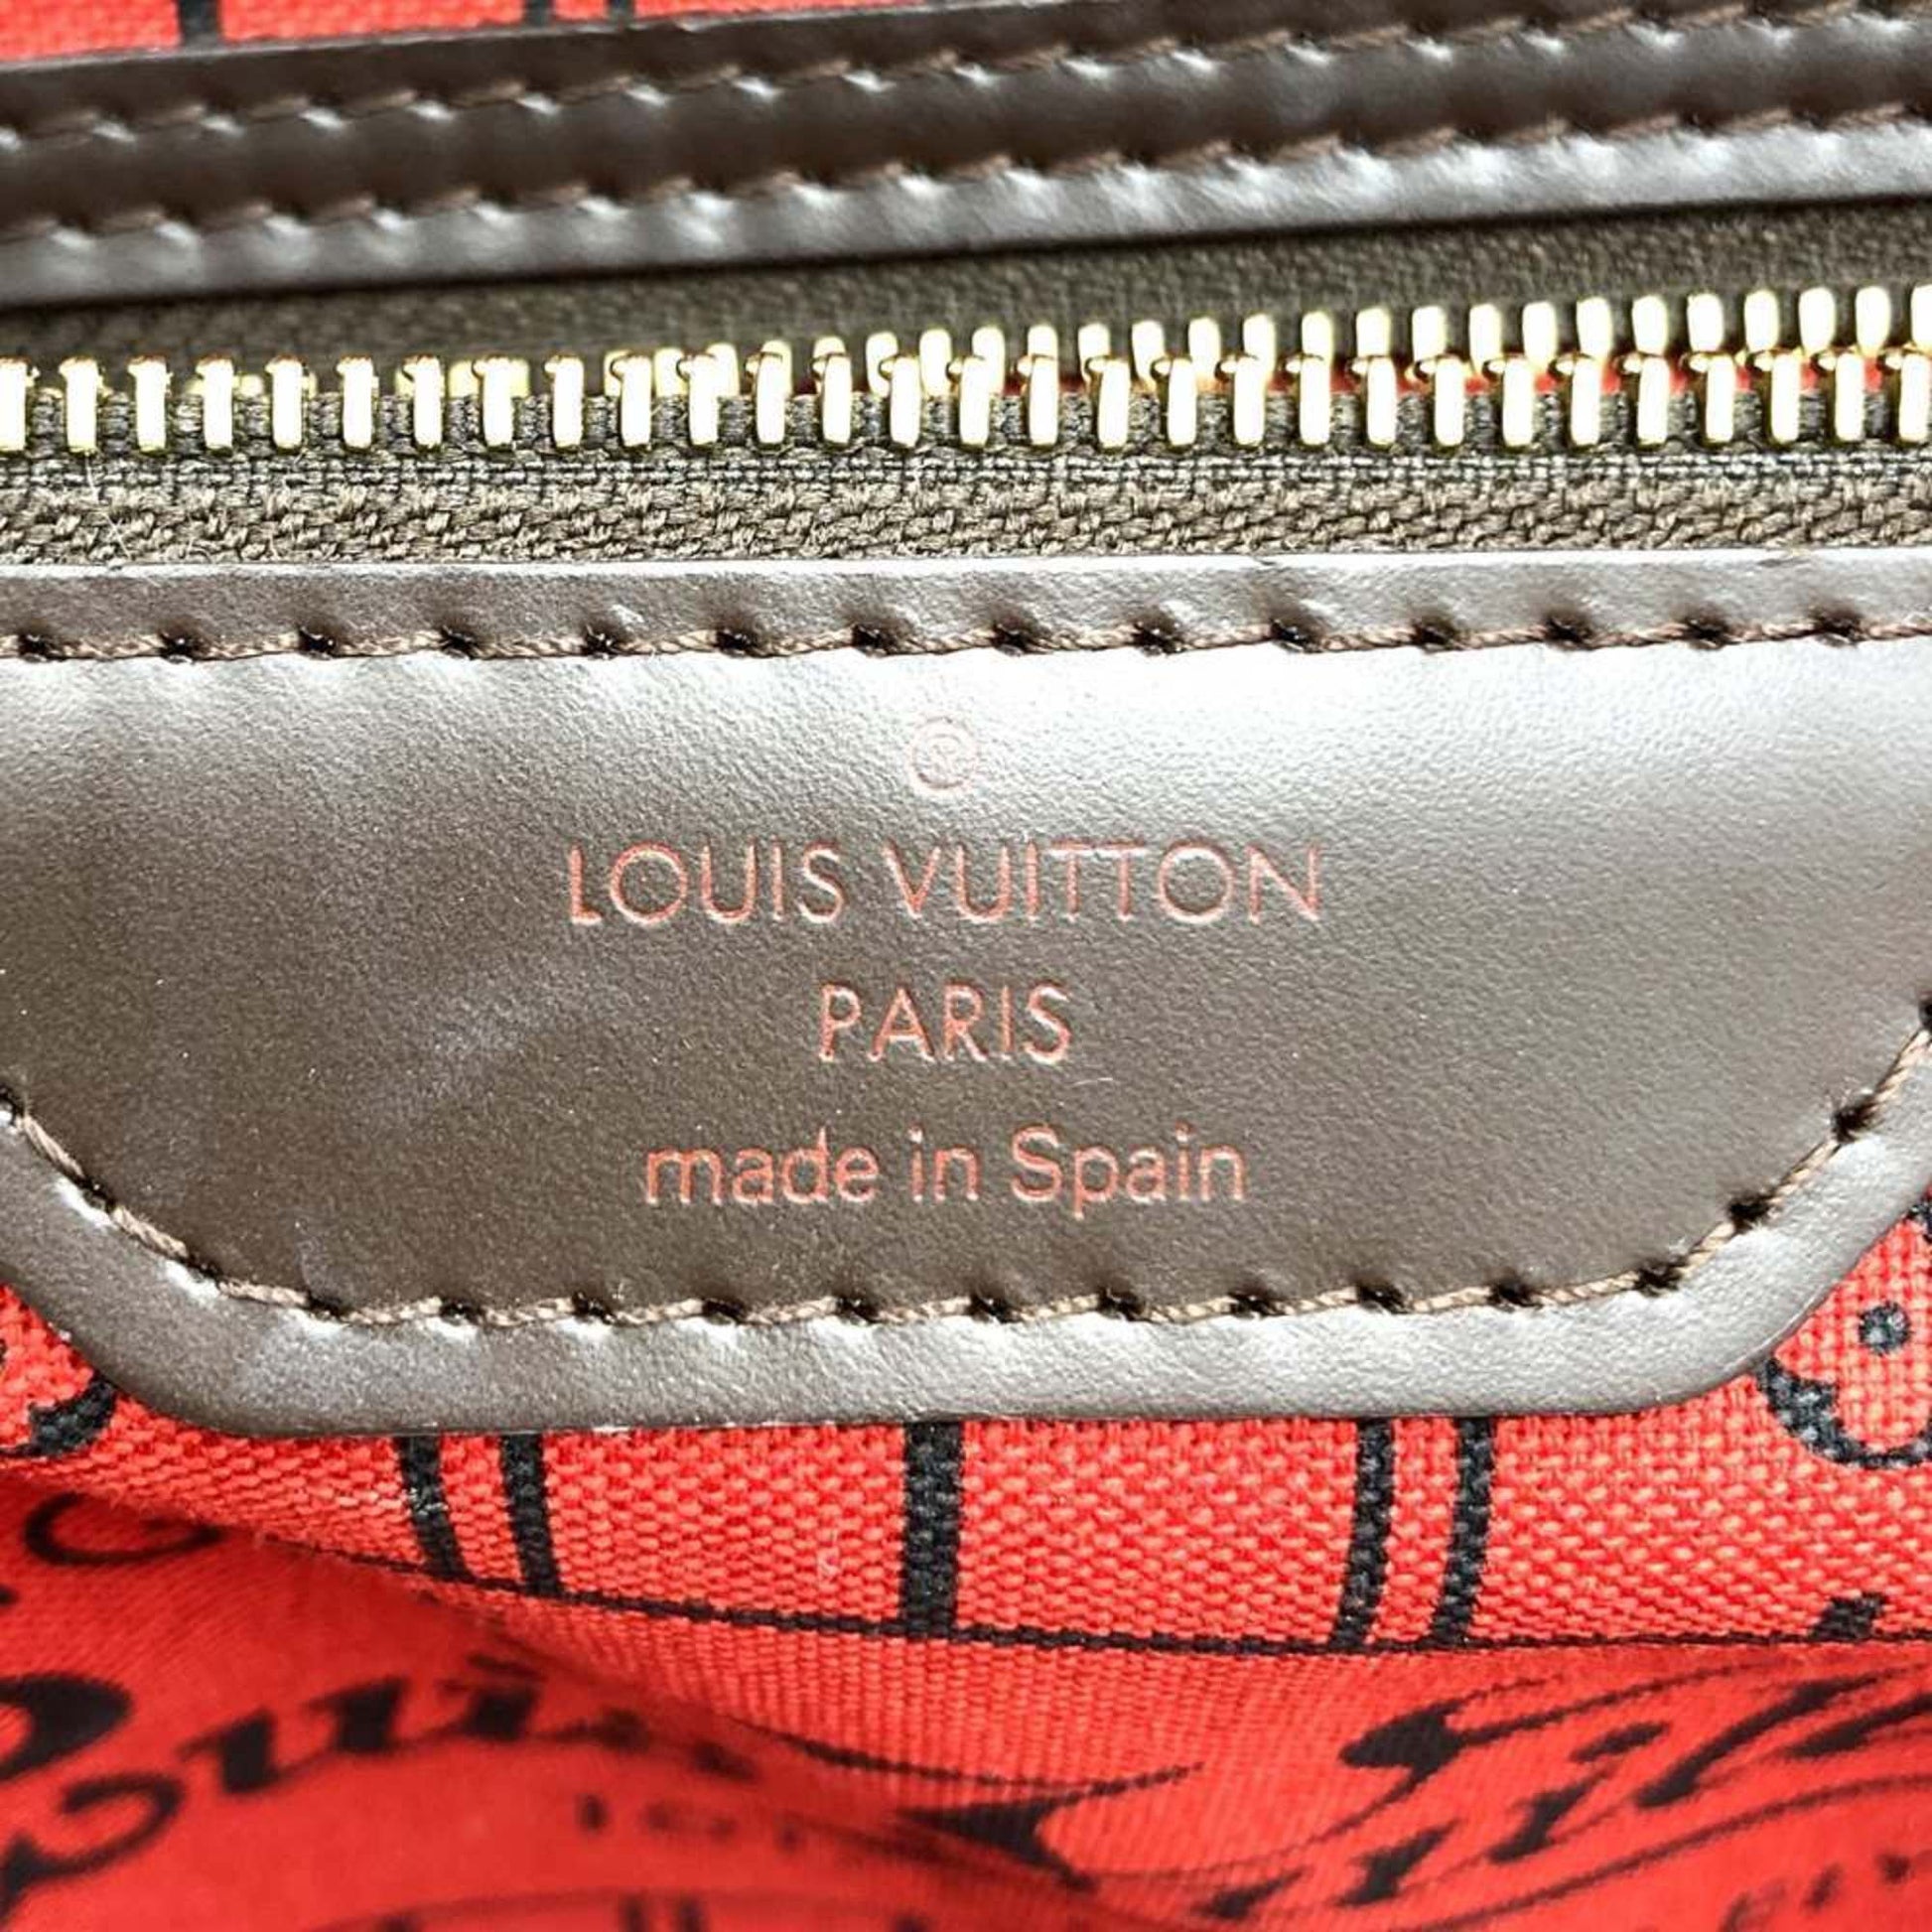 ®
LOUIS VUITTON
PARIS
made in Spain